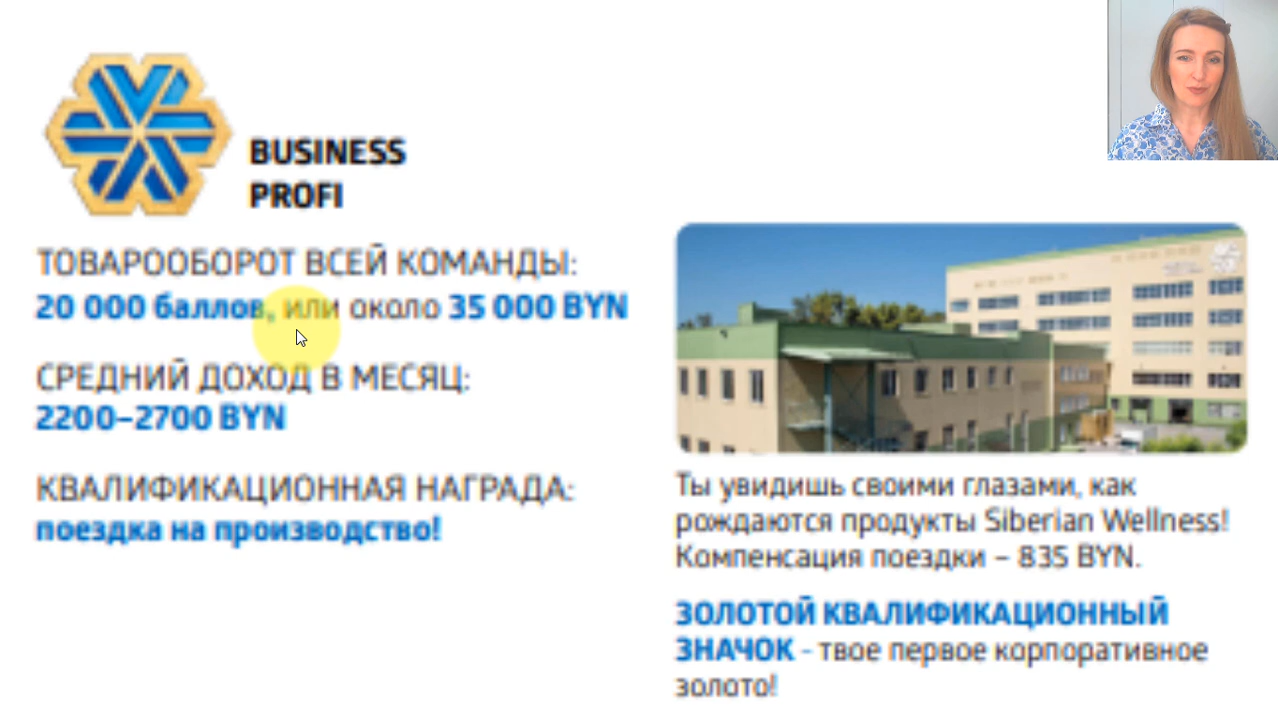 BUSINESS
PROFI
ТОВАРООБОРОТ ВСЕЙ КОМАНДЫ:
20 000 баллов, или около 35 000 BYN
СРЕДНИЙ ДОХОД В МЕСЯЦ:
2200–2700 BYN
КВАЛИФИКАЦИОННАЯ НАГРАДА:
поездка на производство!
Ты увидишь своими глазами, как
рождаются продукты Siberian Wellness!
Компенсация поездки – 835 BYN.
ЗОЛОТОЙ КВАЛИФИКАЦИОННЫЙ
ЗНАЧОК - твое первое корпоративное
золото!